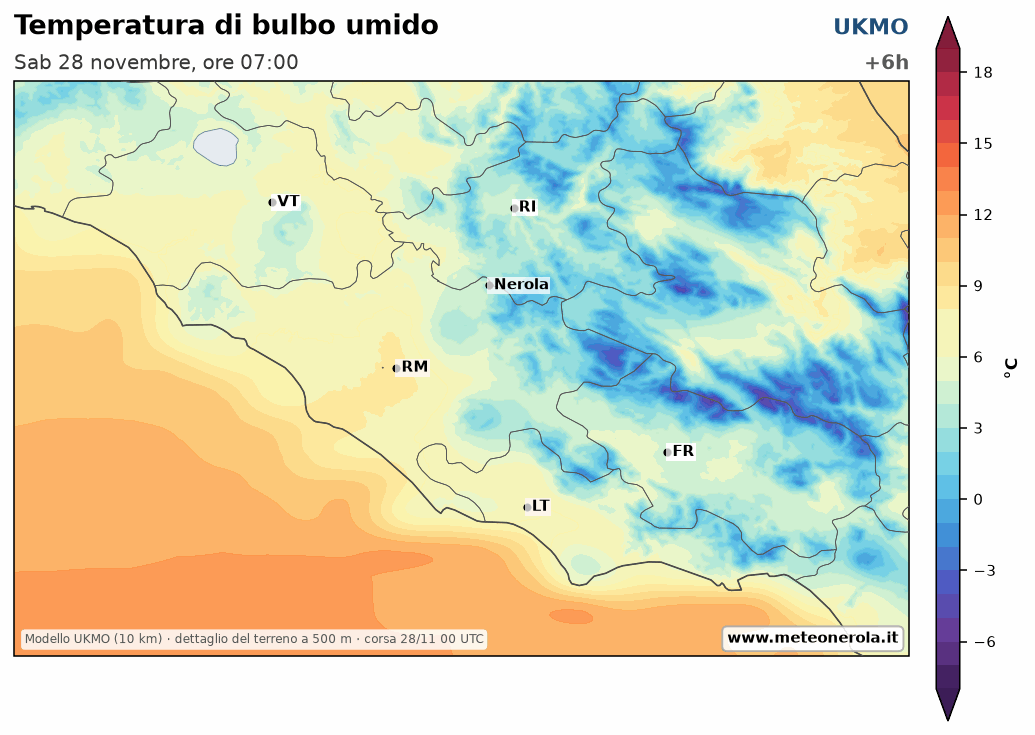 Temperatura di bulbo umido
UKMO
Sab 28 novembre, ore 07:00
+6h
VT
RI
Nerola
RM
FR
LT
18
15
12
9
6
3
0
−3
−6
°C
Modello UKMO (10 km) · dettaglio del terreno a 500 m · corsa 28/11 00 UTC
www.meteonerola.it